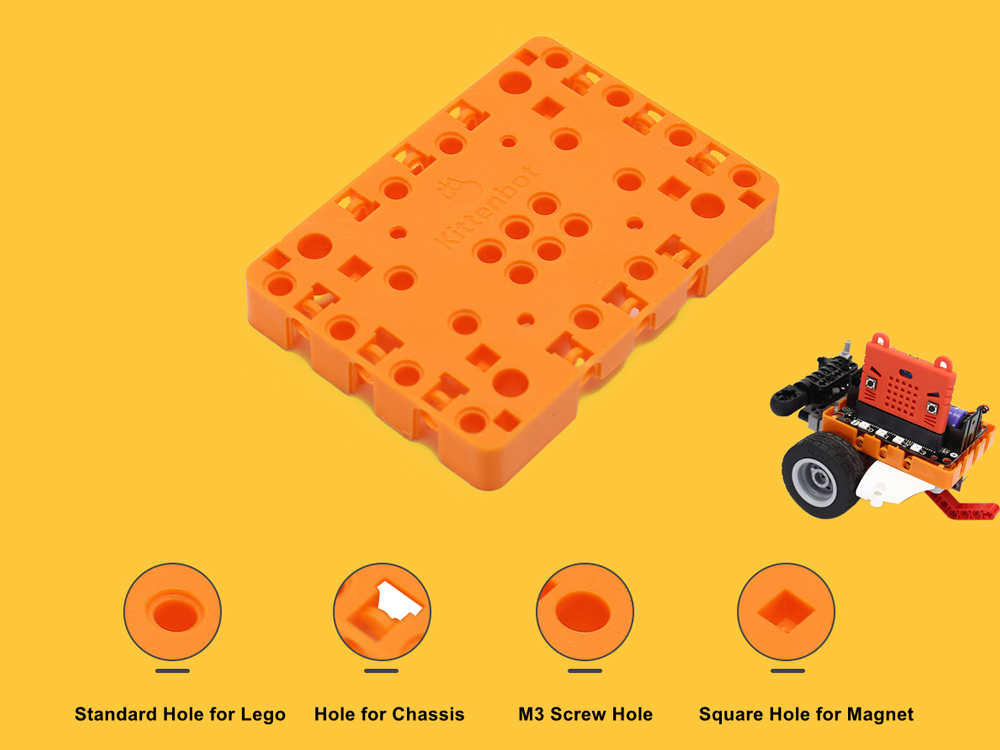 Kittenbot
Standard Hole for Lego
Hole for Chassis
M3 Screw Hole
Square Hole for Magnet